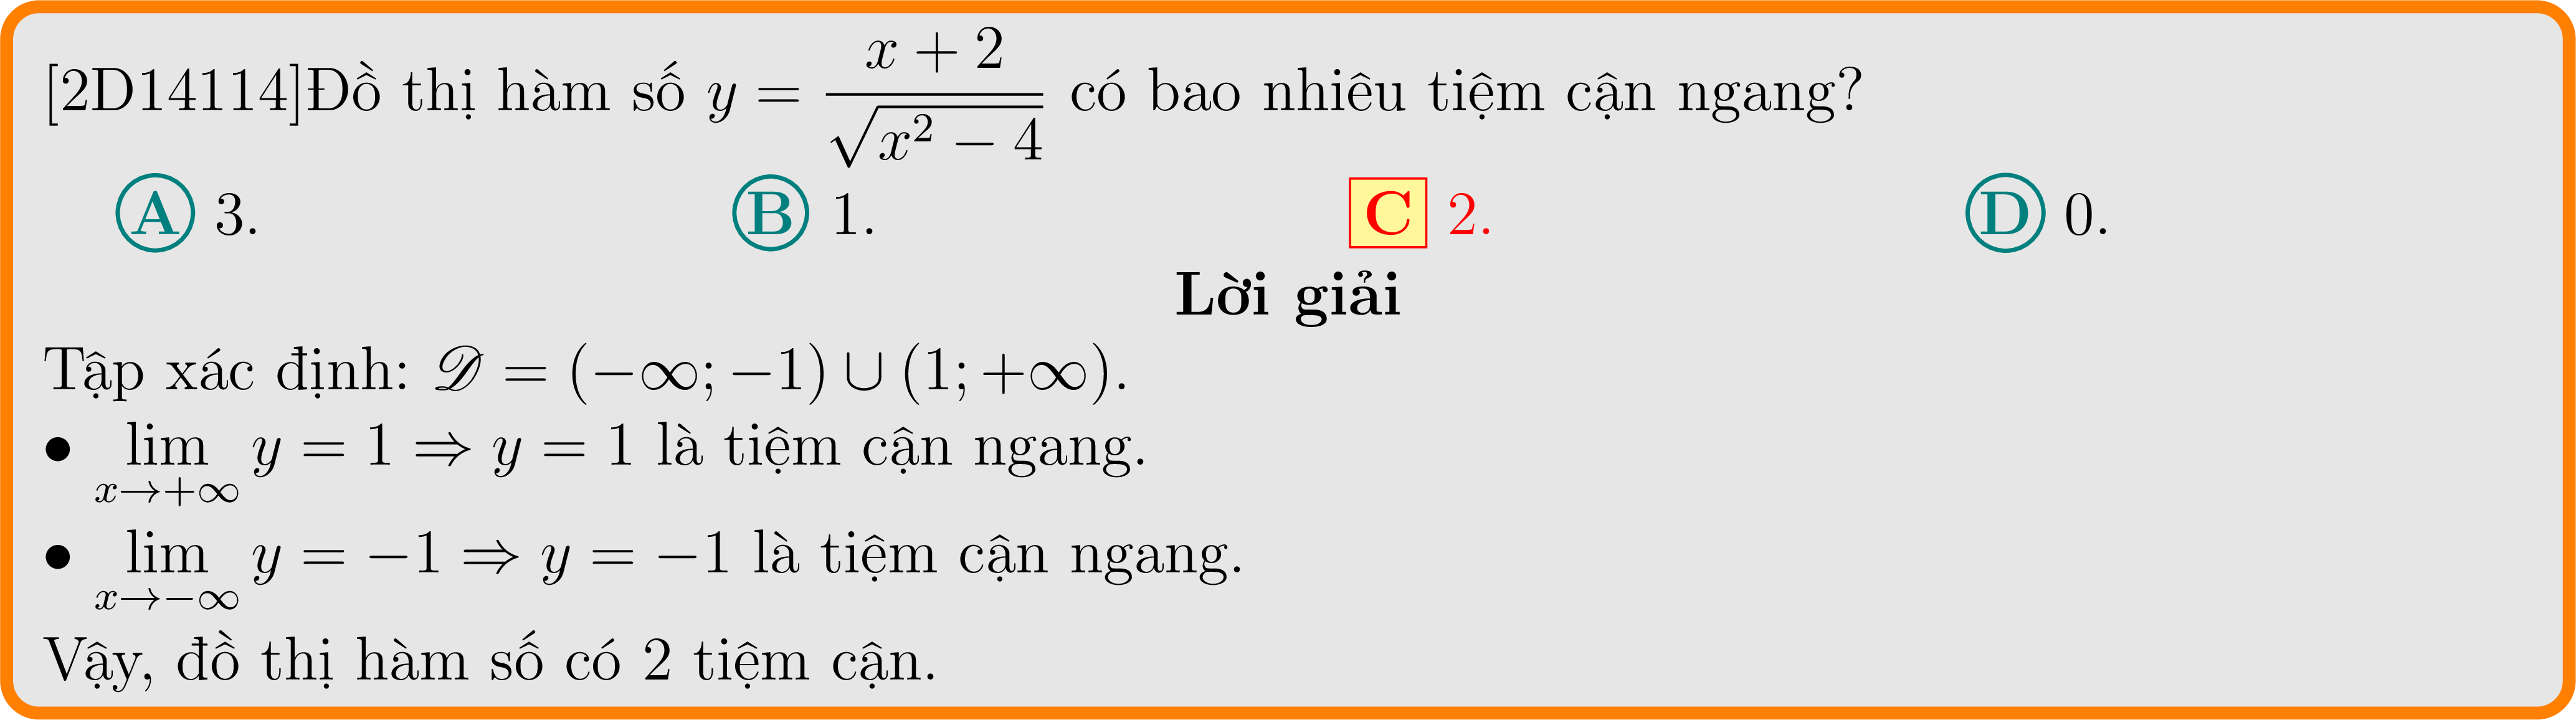 [2D14114]Đồ thị hàm số $y = \dfrac{x+2}{\sqrt{x^2-4}}$ có bao nhiêu tiệm cận ngang?
A 3. B 1. C 2. D 0.
Lời giải
Tập xác định: $\mathscr{D} = (-\infty; -1) \cup (1; +\infty)$.
• $\lim\limits_{x \to +\infty} y = 1 \Rightarrow y = 1$ là tiệm cận ngang.
• $\lim\limits_{x \to -\infty} y = -1 \Rightarrow y = -1$ là tiệm cận ngang.
Vậy, đồ thị hàm số có 2 tiệm cận.